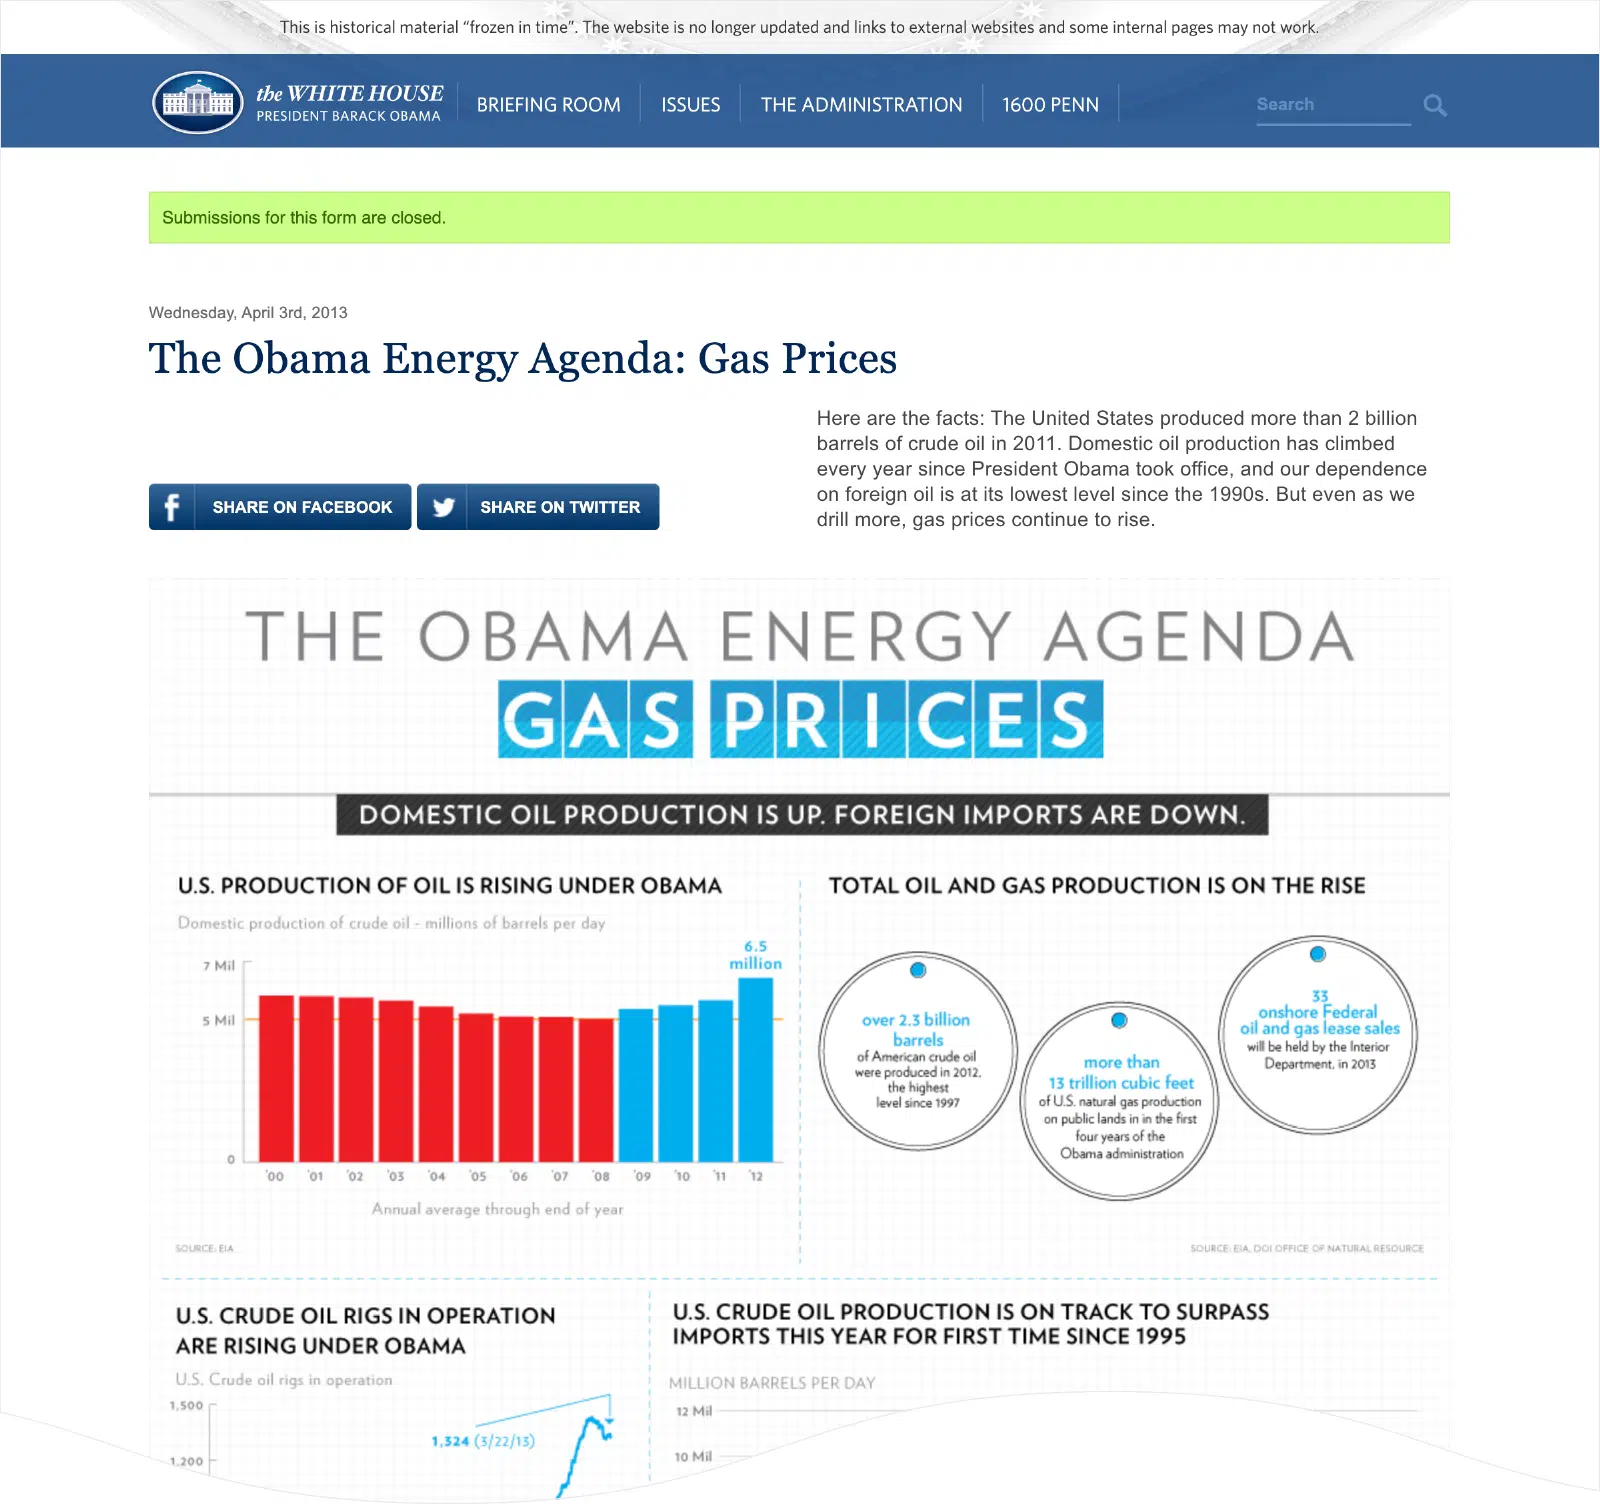 This is historical material “frozen in time”. The website is no longer updated and links to external websites and some internal pages may not work.
the WHITE HOUSE
PRESIDENT BARACK OBAMA
BRIEFING ROOM
ISSUES
THE ADMINISTRATION
1600 PENN
Search
Submissions for this form are closed.
Wednesday, April 3rd, 2013
The Obama Energy Agenda: Gas Prices
Here are the facts: The United States produced more than 2 billion
barrels of crude oil in 2011. Domestic oil production has climbed
every year since President Obama took office, and our dependence
on foreign oil is at its lowest level since the 1990s. But even as we
drill more, gas prices continue to rise.
SHARE ON FACEBOOK
SHARE ON TWITTER
THE OBAMA ENERGY AGENDA
GAS PRICES
DOMESTIC OIL PRODUCTION IS UP. FOREIGN IMPORTS ARE DOWN.
U.S. PRODUCTION OF OIL IS RISING UNDER OBAMA
Domestic production of crude oil - millions of barrels per day
6.5
million
7 Mil
5 Mil
0
'00 '01 '02 '03 '04 '05 '06 '07 '08 '09 '10 '11 '12
Annual average through end of year
SOURCE: EIA
TOTAL OIL AND GAS PRODUCTION IS ON THE RISE
over 2.3 billion
barrels
of American crude oil
were produced in 2012,
the highest
level since 1997
more than
13 trillion cubic feet
of U.S. natural gas production
on public lands in in the first
four years of the
Obama administration
33
onshore Federal
oil and gas lease sales
will be held by the Interior
Department, in 2013
SOURCE: EIA, DOI OFFICE OF NATURAL RESOURCE
U.S. CRUDE OIL RIGS IN OPERATION
ARE RISING UNDER OBAMA
U.S. Crude oil rigs in operation
1,500
1,324 (3/22/13)
1,200
U.S. CRUDE OIL PRODUCTION IS ON TRACK TO SURPASS
IMPORTS THIS YEAR FOR FIRST TIME SINCE 1995
MILLION BARRELS PER DAY
12 Mil
10 Mil